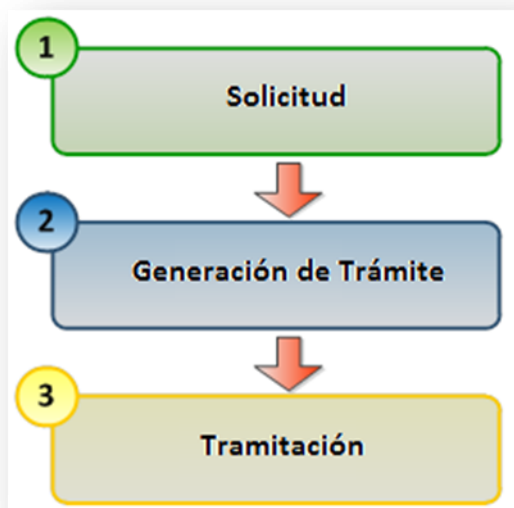 1
Solicitud
2
Generación de Trámite
3
Tramitación